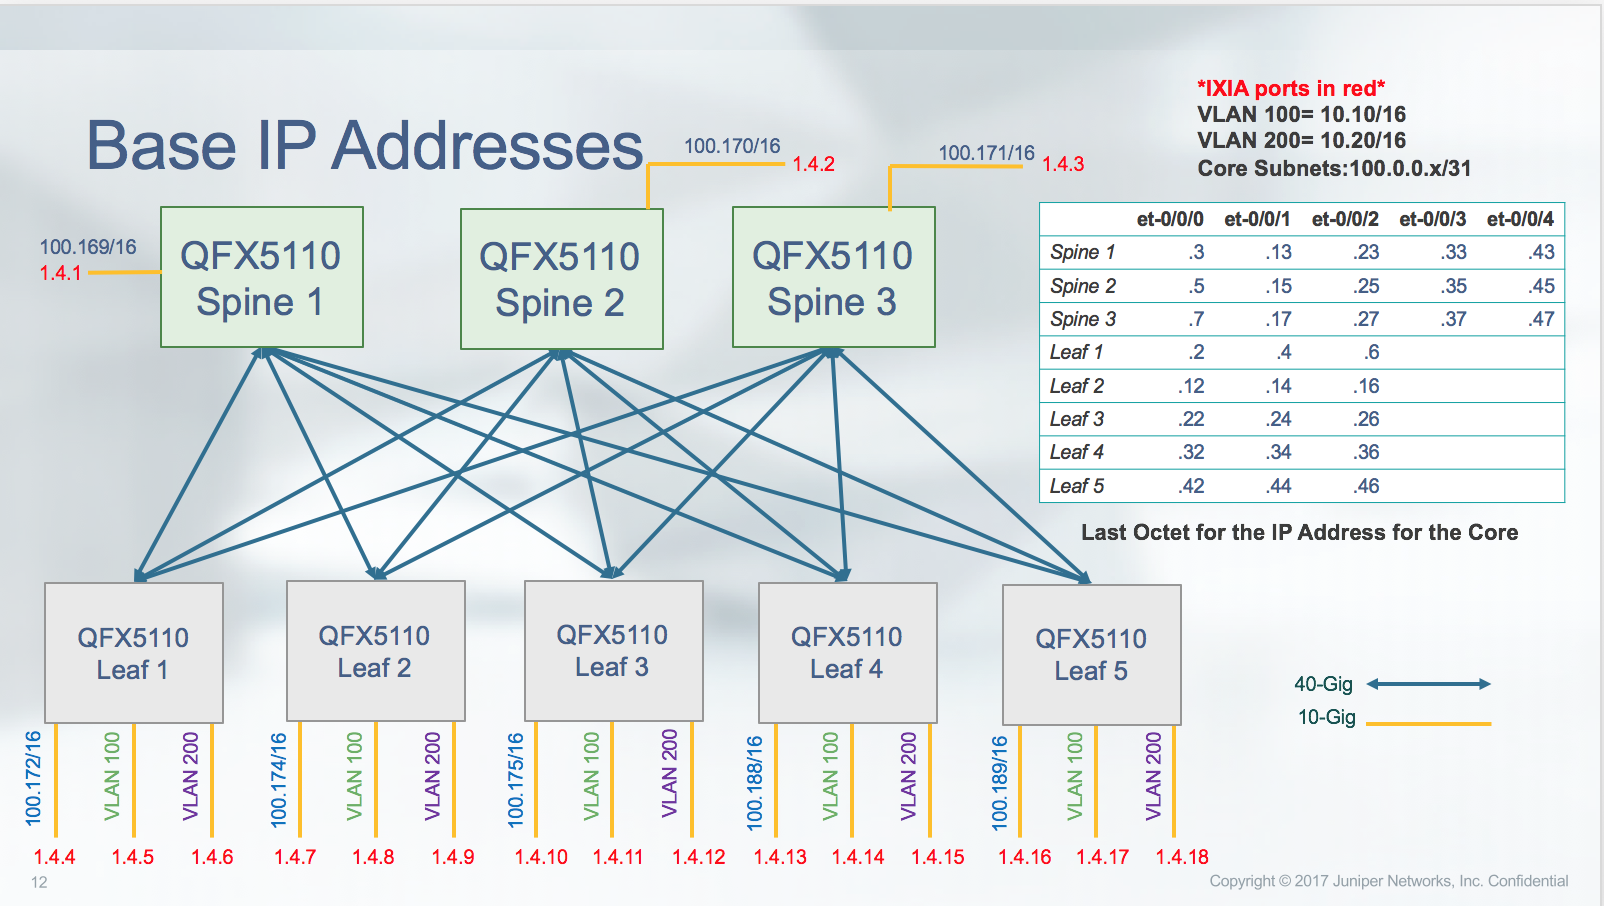 Base IP Addresses
*IXIA ports in red*
VLAN 100= 10.10/16
VLAN 200= 10.20/16
Core Subnets:100.0.0.x/31
100.170/16
1.4.2
100.171/16
1.4.3
100.169/16
1.4.1
QFX5110
Spine 1
QFX5110
Spine 2
QFX5110
Spine 3
et-0/0/0 et-0/0/1 et-0/0/2 et-0/0/3 et-0/0/4
Spine 1 .3 .13 .23 .33 .43
Spine 2 .5 .15 .25 .35 .45
Spine 3 .7 .17 .27 .37 .47
Leaf 1 .2 .4 .6
Leaf 2 .12 .14 .16
Leaf 3 .22 .24 .26
Leaf 4 .32 .34 .36
Leaf 5 .42 .44 .46
Last Octet for the IP Address for the Core
QFX5110
Leaf 1
QFX5110
Leaf 2
QFX5110
Leaf 3
QFX5110
Leaf 4
QFX5110
Leaf 5
40-Gig
10-Gig
100.172/16
VLAN 100
VLAN 200
100.174/16
VLAN 100
VLAN 200
100.175/16
VLAN 100
VLAN 200
100.188/16
VLAN 100
VLAN 200
100.189/16
VLAN 100
VLAN 200
1.4.4 1.4.5 1.4.6 1.4.7 1.4.8 1.4.9 1.4.10 1.4.11 1.4.12 1.4.13 1.4.14 1.4.15 1.4.16 1.4.17 1.4.18
12
Copyright © 2017 Juniper Networks, Inc. Confidential